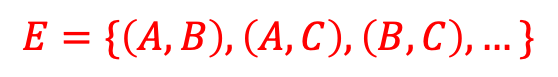 E = {(A, B), (A, C), (B, C), ... }